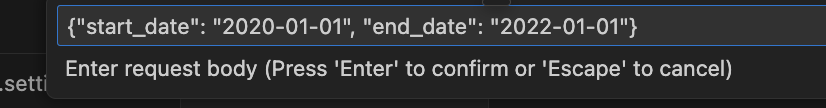 {"start_date": "2020-01-01", "end_date": "2022-01-01"}
Enter request body (Press 'Enter' to confirm or 'Escape' to cancel)
.setti